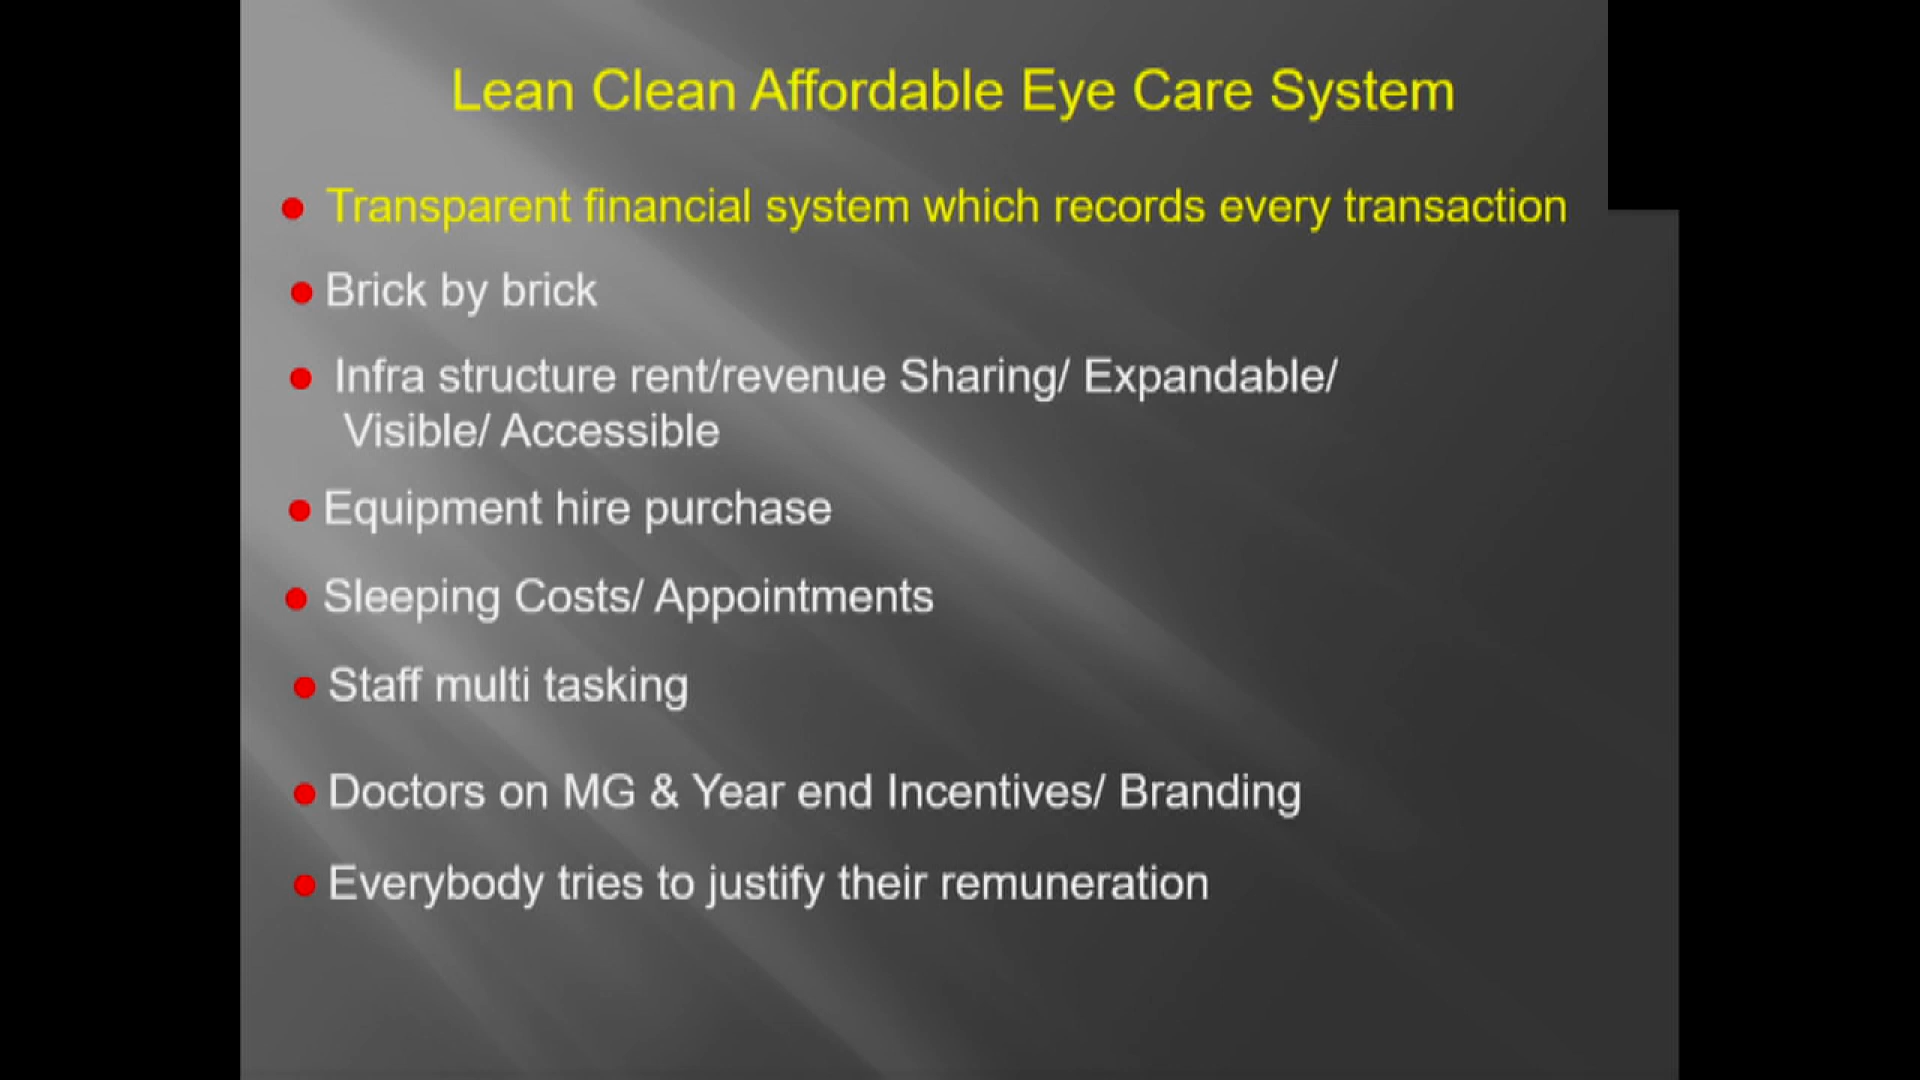 Lean Clean Affordable Eye Care System
Transparent financial system which records every transaction
Brick by brick
Infra structure rent/revenue Sharing/ Expandable/
Visible/ Accessible
Equipment hire purchase
Sleeping Costs/ Appointments
Staff multi tasking
Doctors on MG & Year end Incentives/ Branding
Everybody tries to justify their remuneration